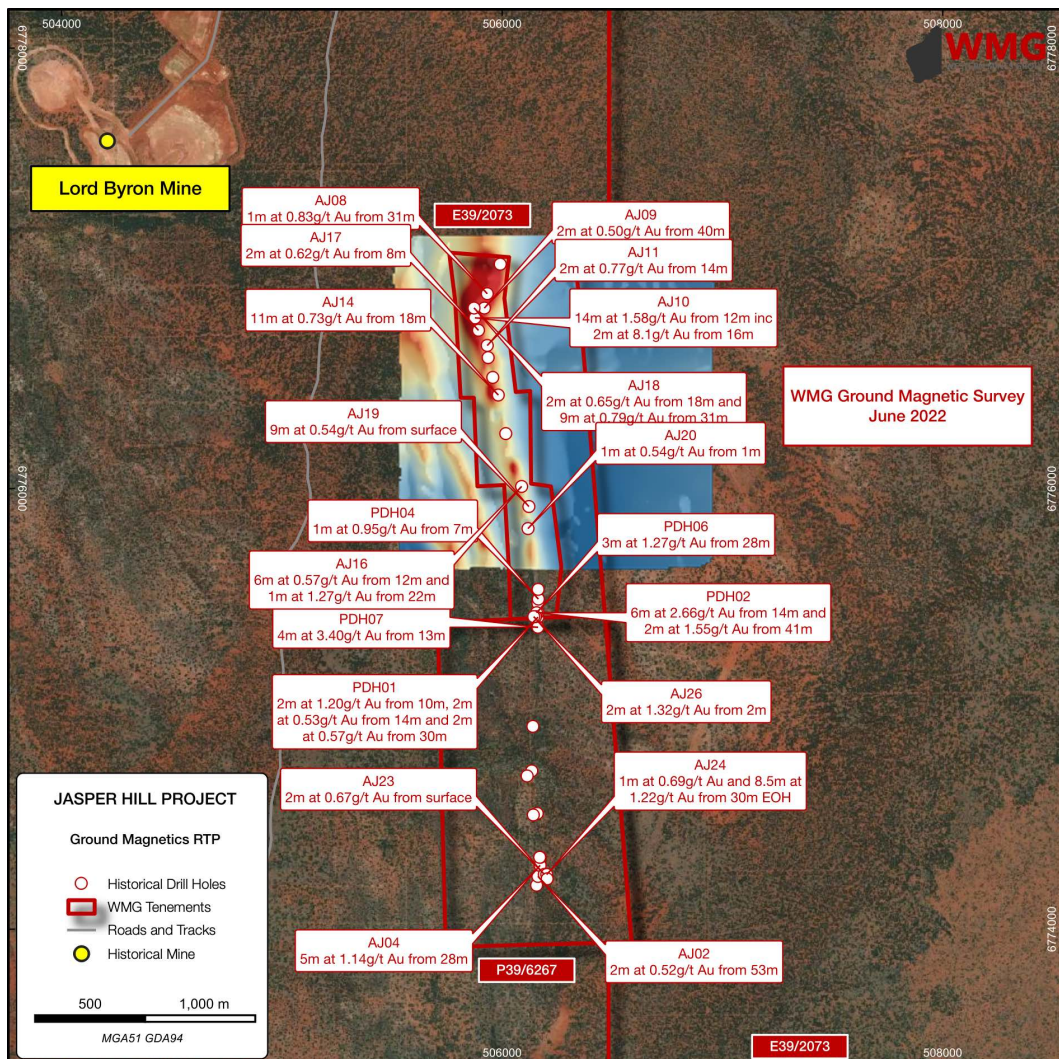 504000
506000
508000
6778000
6778000
WMG
Lord Byron Mine
AJ08
1m at 0.83g/t Au from 31m
E39/2073
AJ09
2m at 0.50g/t Au from 40m
AJ17
2m at 0.62g/t Au from 8m
AJ11
2m at 0.77g/t Au from 14m
AJ14
11m at 0.73g/t Au from 18m
AJ10
14m at 1.58g/t Au from 12m inc
2m at 8.1g/t Au from 16m
AJ18
2m at 0.65g/t Au from 18m and
9m at 0.79g/t Au from 31m
WMG Ground Magnetic Survey
June 2022
AJ19
9m at 0.54g/t Au from surface
AJ20
1m at 0.54g/t Au from 1m
6776000
6776000
PDH04
1m at 0.95g/t Au from 7m
PDH06
3m at 1.27g/t Au from 28m
AJ16
6m at 0.57g/t Au from 12m and
1m at 1.27g/t Au from 22m
PDH02
6m at 2.66g/t Au from 14m and
2m at 1.55g/t Au from 41m
PDH07
4m at 3.40g/t Au from 13m
PDH01
2m at 1.20g/t Au from 10m, 2m
at 0.53g/t Au from 14m and 2m
at 0.57g/t Au from 30m
AJ26
2m at 1.32g/t Au from 2m
AJ23
2m at 0.67g/t Au from surface
AJ24
1m at 0.69g/t Au and 8.5m at
1.22g/t Au from 30m EOH
AJ04
5m at 1.14g/t Au from 28m
AJ02
2m at 0.52g/t Au from 53m
P39/6267
6774000
E39/2073
506000
508000
JASPER HILL PROJECT
Ground Magnetics RTP
Historical Drill Holes
WMG Tenements
Roads and Tracks
Historical Mine
500
1,000 m
MGA51 GDA94